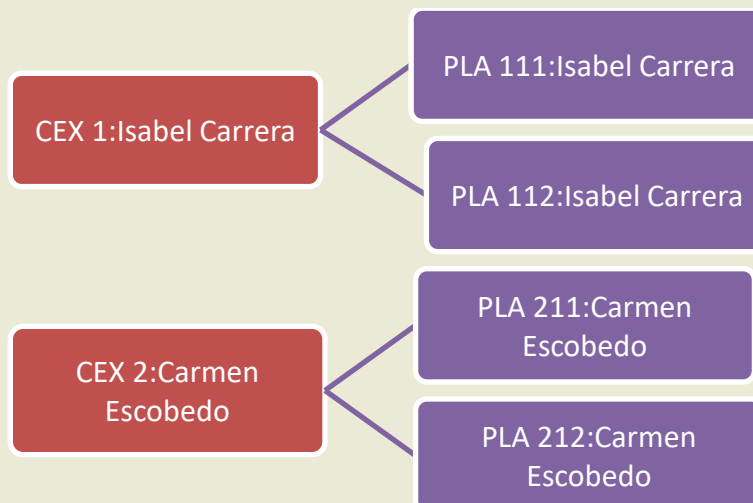 CEX 1:Isabel Carrera
PLA 111:Isabel Carrera
PLA 112:Isabel Carrera
CEX 2:Carmen
Escobedo
PLA 211:Carmen
Escobedo
PLA 212:Carmen
Escobedo